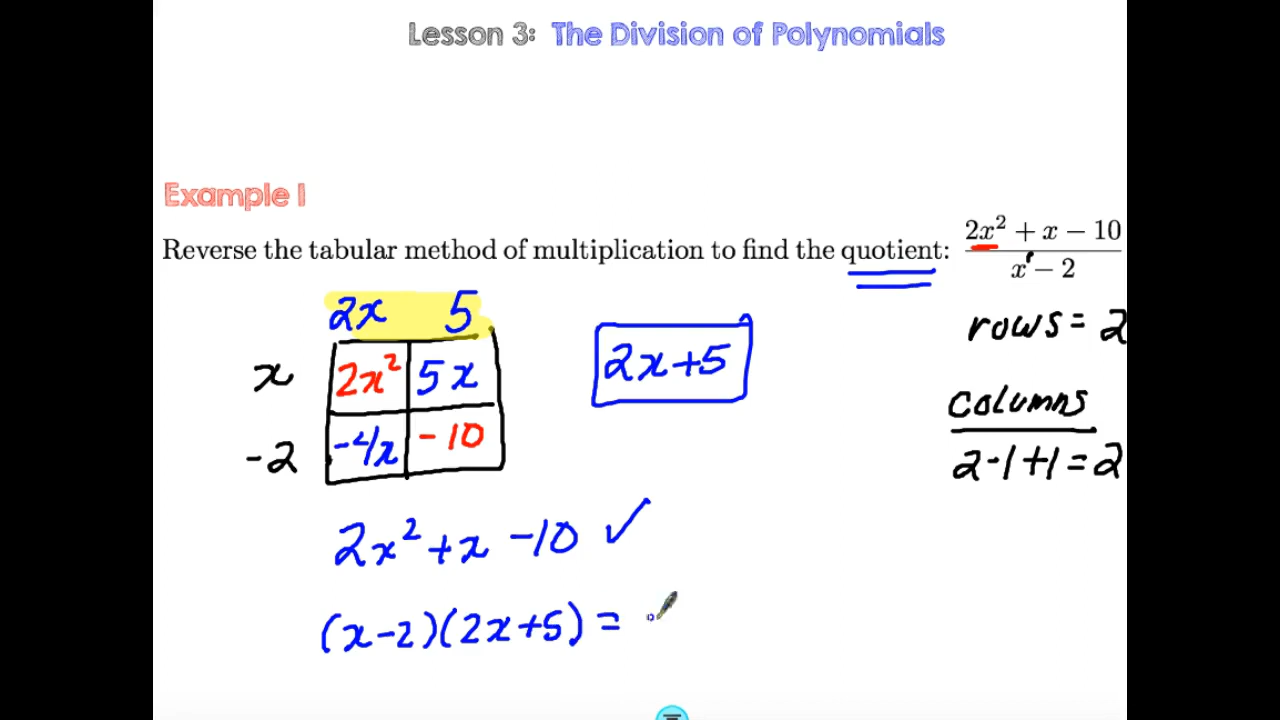 Lesson 3: The Division of Polynomials
Example 1
Reverse the tabular method of multiplication to find the quotient: 2x² + x − 10
x − 2
rows = 2
2x 5
x 2x² 5x
2x+5
columns
-2 -4x -10
2-1+1=2
2x²+x-10 ✓
(x-2)(2x+5) =